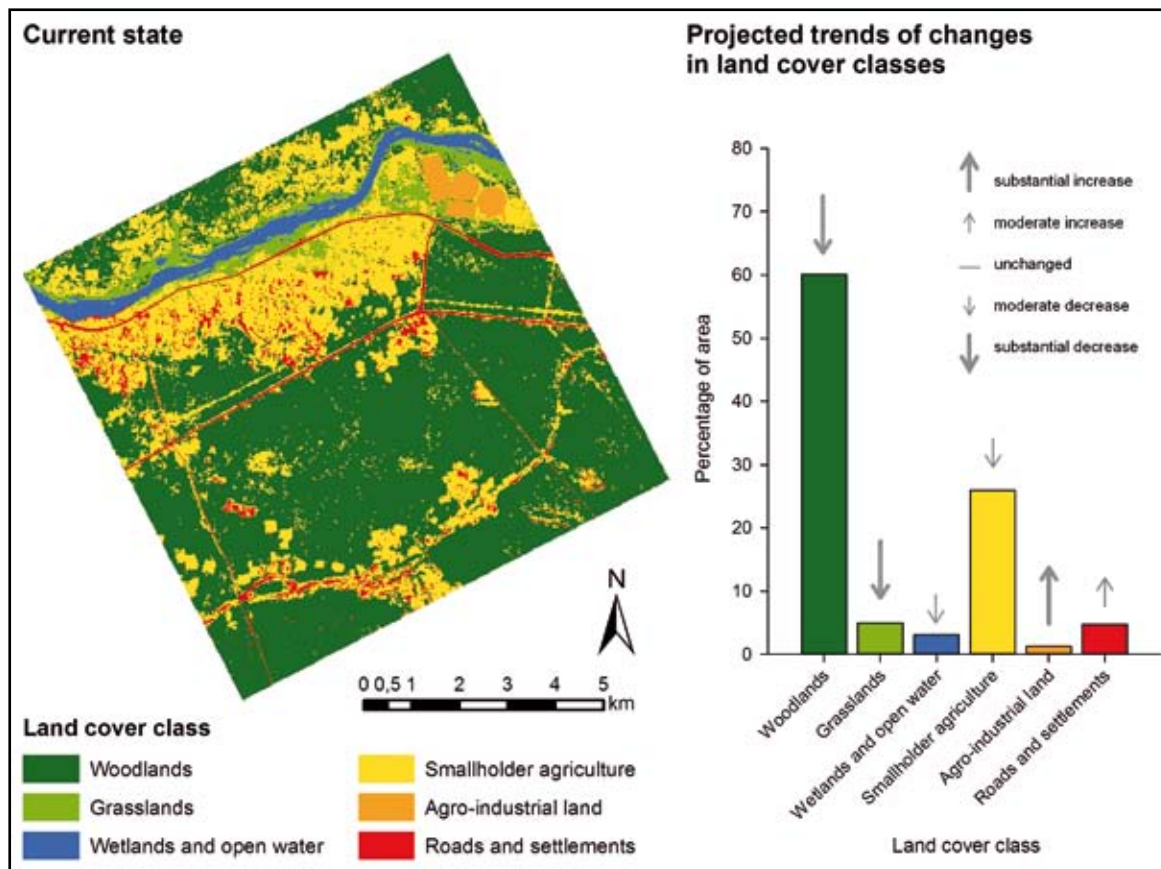 Current state
Projected trends of changes
in land cover classes
N
0 0,5 1 2 3 4 5
km
Land cover class
Woodlands
Grasslands
Wetlands and open water
Smallholder agriculture
Agro-industrial land
Roads and settlements
80
70
60
50
40
30
20
10
0
Percentage of area
substantial increase
moderate increase
unchanged
moderate decrease
substantial decrease
Woodlands
Grasslands
Wetlands and open water
Smallholder agriculture
Agro-industrial land
Roads and settlements
Land cover class